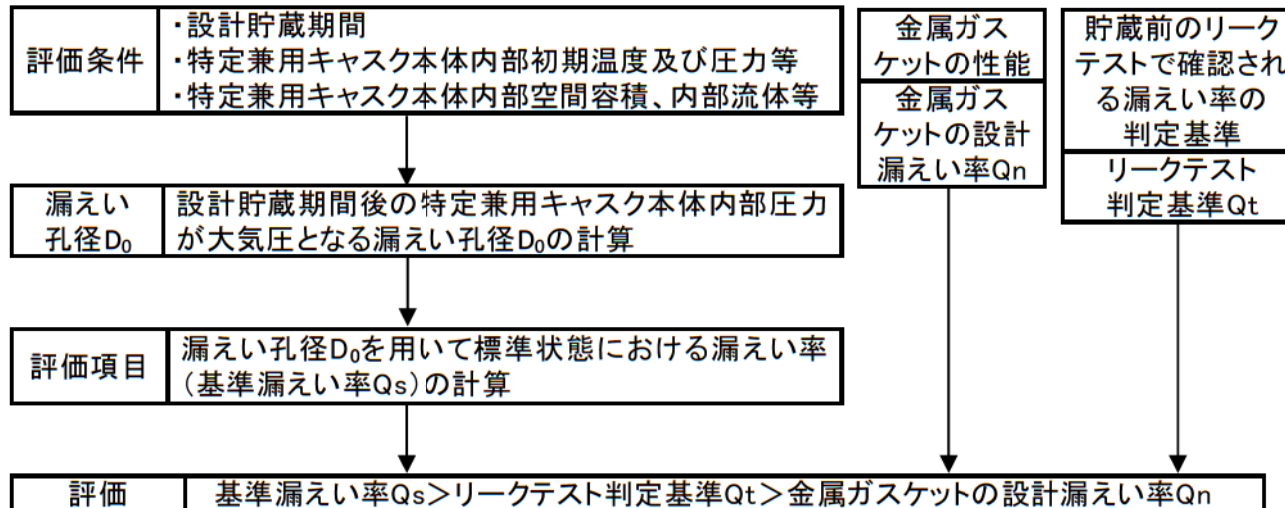 評価条件
・設計貯蔵期間
・特定兼用キャスク本体内部初期温度及び圧力等
・特定兼用キャスク本体内部空間容積、内部流体等
金属ガス
ケットの性能
金属ガス
ケットの設計
漏えい率Qn
貯蔵前のリーク
テストで確認され
る漏えい率の
判定基準
リークテスト
判定基準Qt
漏えい
孔径D₀
設計貯蔵期間後の特定兼用キャスク本体内部圧力
が大気圧となる漏えい孔径D₀の計算
評価項目
漏えい孔径D₀を用いて標準状態における漏えい率
(基準漏えい率Qs)の計算
評価
基準漏えい率Qs>リークテスト判定基準Qt>金属ガスケットの設計漏えい率Qn